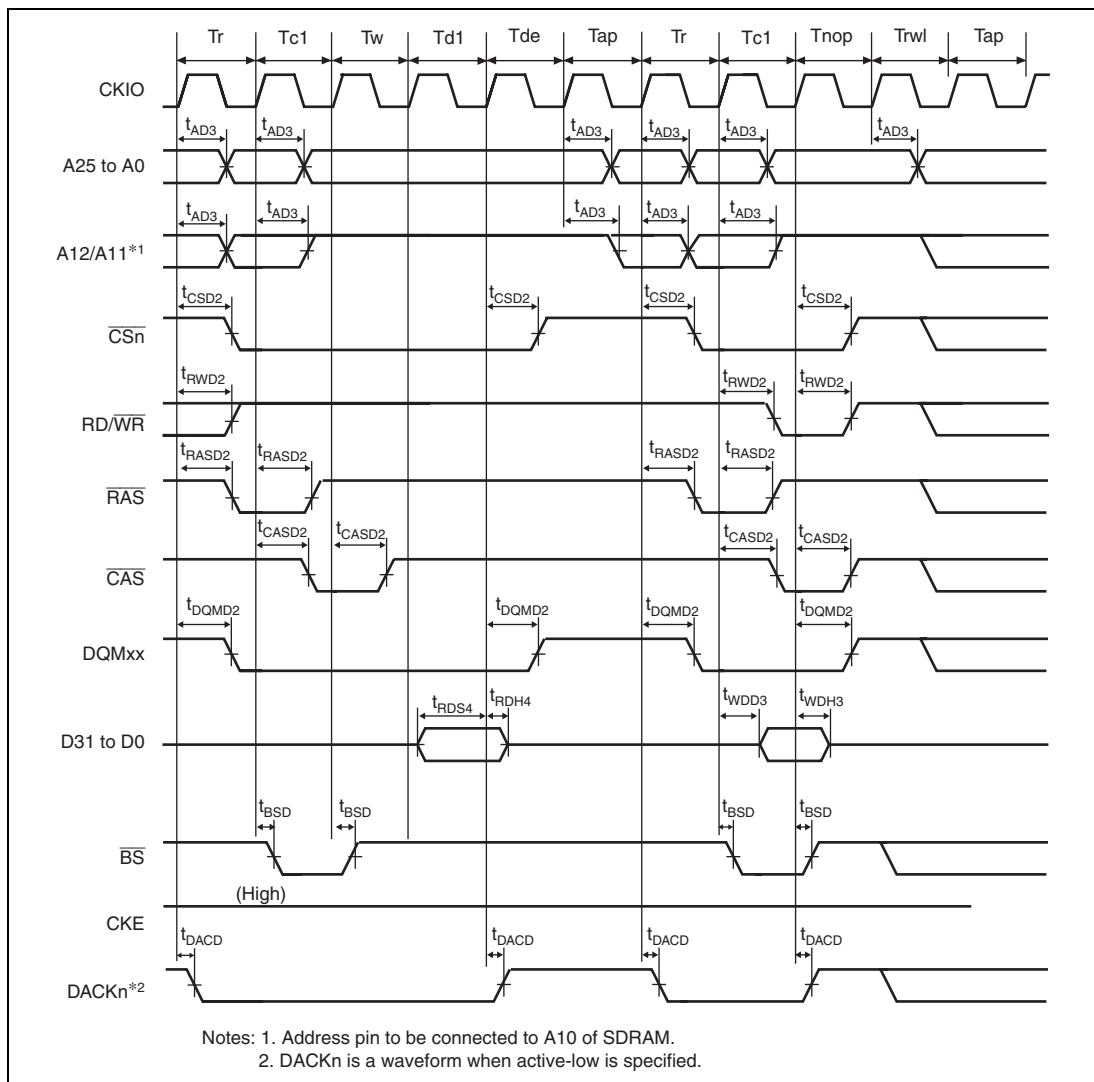 Tr Tc1 Tw Td1 Tde Tap Tr Tc1 Tnop Trwl Tap
CKIO
tAD3 tAD3 tAD3 tAD3 tAD3 tAD3
A25 to A0
tAD3 tAD3 tAD3 tAD3 tAD3
A12/A11*1
tCSD2 tCSD2 tCSD2 tCSD2
CSn
tRWD2 tRWD2 tRWD2
RD/WR
tRASD2 tRASD2 tRASD2 tRASD2
RAS
tCASD2 tCASD2 tCASD2 tCASD2
CAS
tDQMD2 tDQMD2 tDQMD2 tDQMD2
DQMxx
tRDS4 tRDH4 tWDD3 tWDH3
D31 to D0
tBSD tBSD tBSD tBSD
BS
(High)
CKE
tDACD tDACD tDACD tDACD
DACKn*2
Notes: 1. Address pin to be connected to A10 of SDRAM.
2. DACKn is a waveform when active-low is specified.